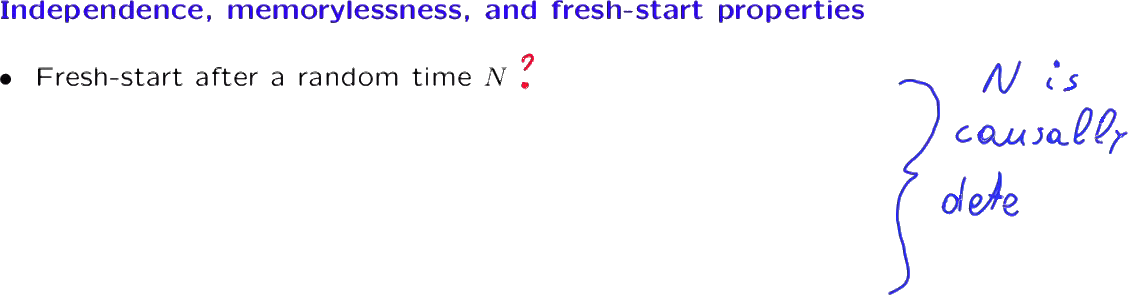 Independence, memorylessness, and fresh-start properties
• Fresh-start after a random time N ?
N is
causally
dete